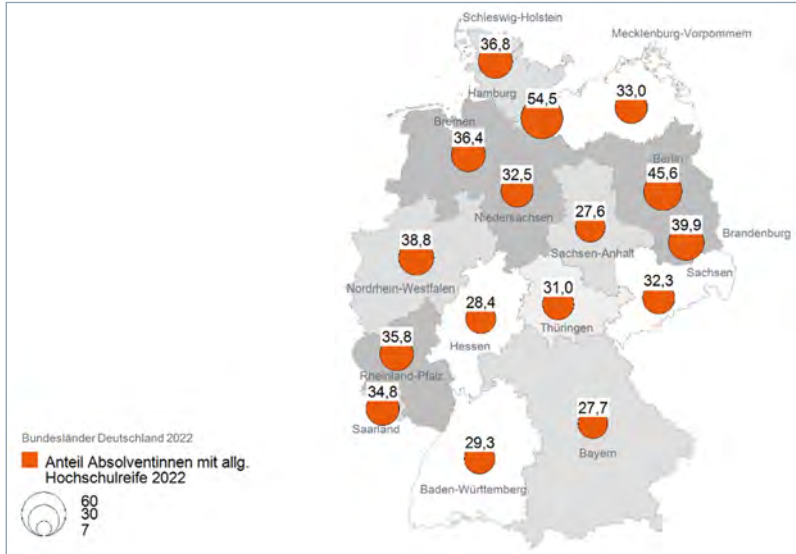 Schleswig-Holstein
Mecklenburg-Vorpommern
36,8
Hamburg
54,5
33,0
Bremen
36,4
Berlin
45,6
32,5
Niedersachsen
27,6
Sachsen-Anhalt
39,9
Brandenburg
38,8
Nordrhein-Westfalen
Sachsen
32,3
28,4
Hessen
31,0
Thüringen
35,8
Rheinland-Pfalz
34,8
Saarland
27,7
Bayern
29,3
Baden-Württemberg
Bundesländer Deutschland 2022
Anteil Absolventinnen mit allg.
Hochschulreife 2022
60
30
7